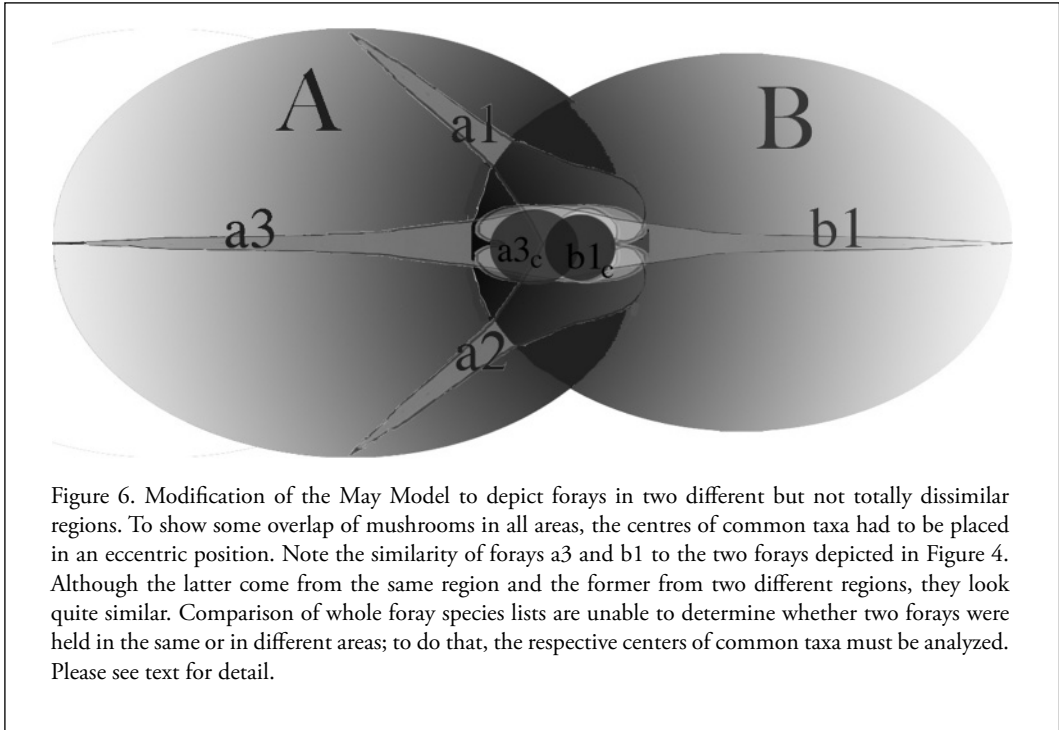 A
B
a1
a3
a3c
b1c
b1
a2
Figure 6. Modification of the May Model to depict forays in two different but not totally dissimilar
regions. To show some overlap of mushrooms in all areas, the centres of common taxa had to be placed
in an eccentric position. Note the similarity of forays a3 and b1 to the two forays depicted in Figure 4.
Although the latter come from the same region and the former from two different regions, they look
quite similar. Comparison of whole foray species lists are unable to determine whether two forays were
held in the same or in different areas; to do that, the respective centers of common taxa must be analyzed.
Please see text for detail.